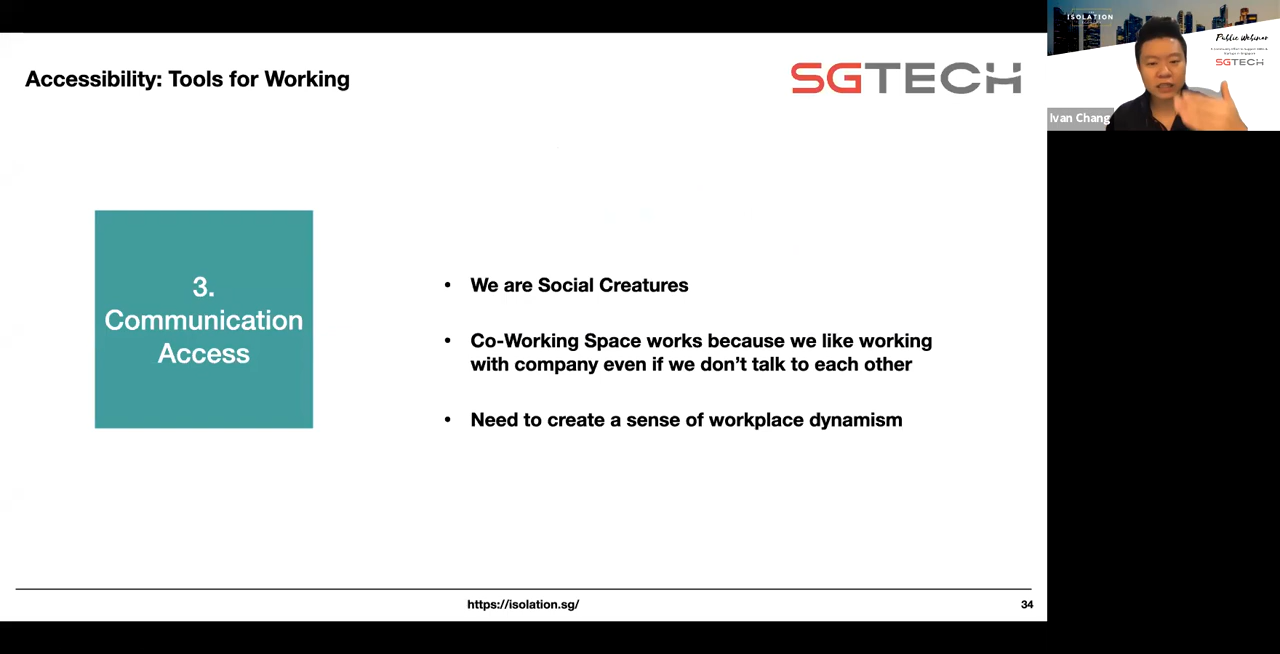 Accessibility: Tools for Working
SGTECH
ISOLATION
Public Webinar
SGTECH
Ivan Chang
3.
Communication
Access
• We are Social Creatures
• Co-Working Space works because we like working
with company even if we don’t talk to each other
• Need to create a sense of workplace dynamism
https://isolation.sg/
34